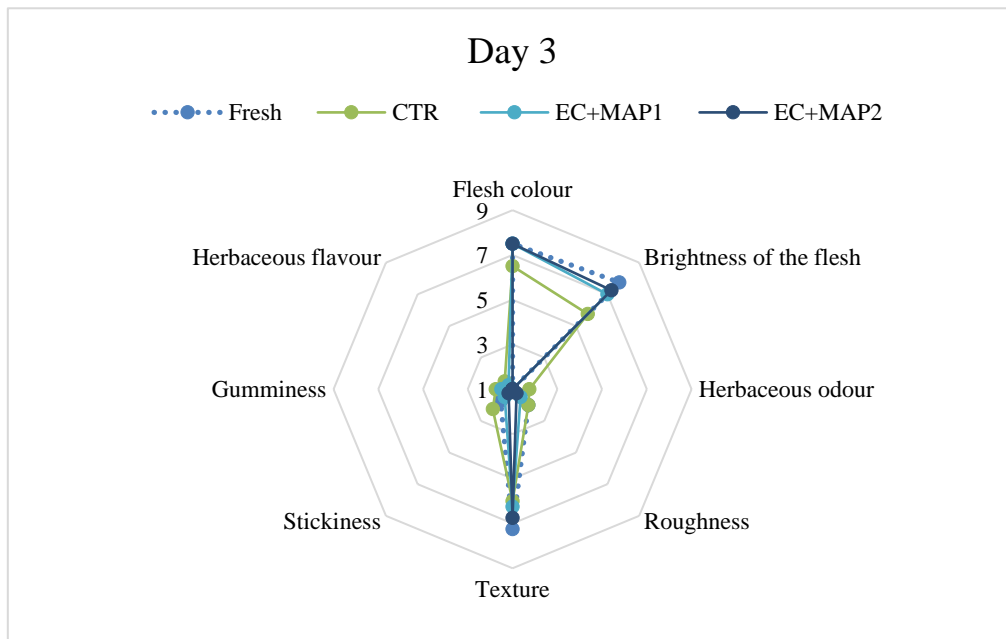 Day 3
Fresh CTR EC+MAP1 EC+MAP2
Flesh colour
9
Herbaceous flavour
Brightness of the flesh
7
5
3
Gumminess
1
Herbaceous odour
Stickiness
Roughness
Texture